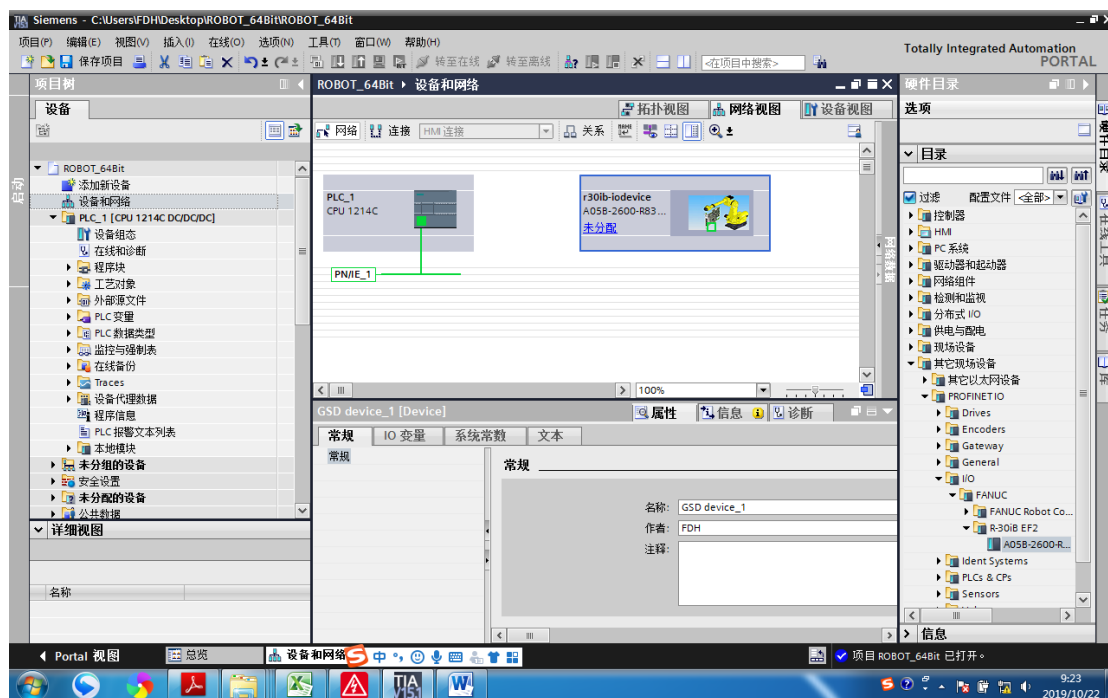 Siemens - C:\Users\FDH\Desktop\ROBOT_64Bit\ROBOT_64Bit
项目(P) 编辑(E) 视图(V) 插入(I) 在线(O) 选项(N) 工具(T) 窗口(W) 帮助(H)
Totally Integrated Automation
PORTAL
保存项目 转至在线 转至离线 <在项目中搜索>
项目树
设备
启动
ROBOT_64Bit
添加新设备
设备和网络
PLC_1 [CPU 1214C DC/DC/DC]
设备组态
在线和诊断
程序块
工艺对象
外部源文件
PLC 变量
PLC 数据类型
监控与强制表
在线备份
Traces
设备代理数据
程序信息
PLC 报警文本列表
本地模块
未分组的设备
安全设置
未分配的设备
公共数据
详细视图
名称
ROBOT_64Bit ▸ 设备和网络
拓扑视图 网络视图 设备视图
网络 连接 HMI 连接 关系
PLC_1
CPU 1214C
r30ib-iodevice
A05B-2600-R83...
未分配
PN/IE_1
网络数据
100%
GSD device_1 [Device]
属性 信息 诊断
常规 IO 变量 系统常数 文本
常规
常规
名称: GSD device_1
作者: FDH
注释:
硬件目录
选项
目录
过滤 配置文件 <全部>
控制器
HMI
PC 系统
驱动器和起动器
网络组件
检测和监视
分布式 I/O
供电与配电
现场设备
其它现场设备
其它以太网设备
PROFINET IO
Drives
Encoders
Gateway
General
I/O
FANUC
FANUC Robot Co...
R-30iB EF2
A05B-2600-R...
Ident Systems
PLCs & CPs
Sensors
信息
硬件目录
在线工具
任务
库
Portal 视图 总览 设备和网络
中
项目 ROBOT_64Bit 已打开。
TIA
V15.1
9:23
2019/10/22